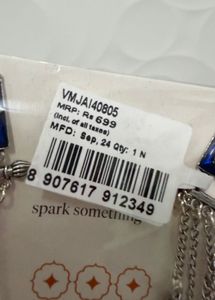 VMJAI40805
MRP: Rs 699
(incl. of all taxes)
MFD: Sep, 24 Qty: 1 N
8 907617 912349
spark something